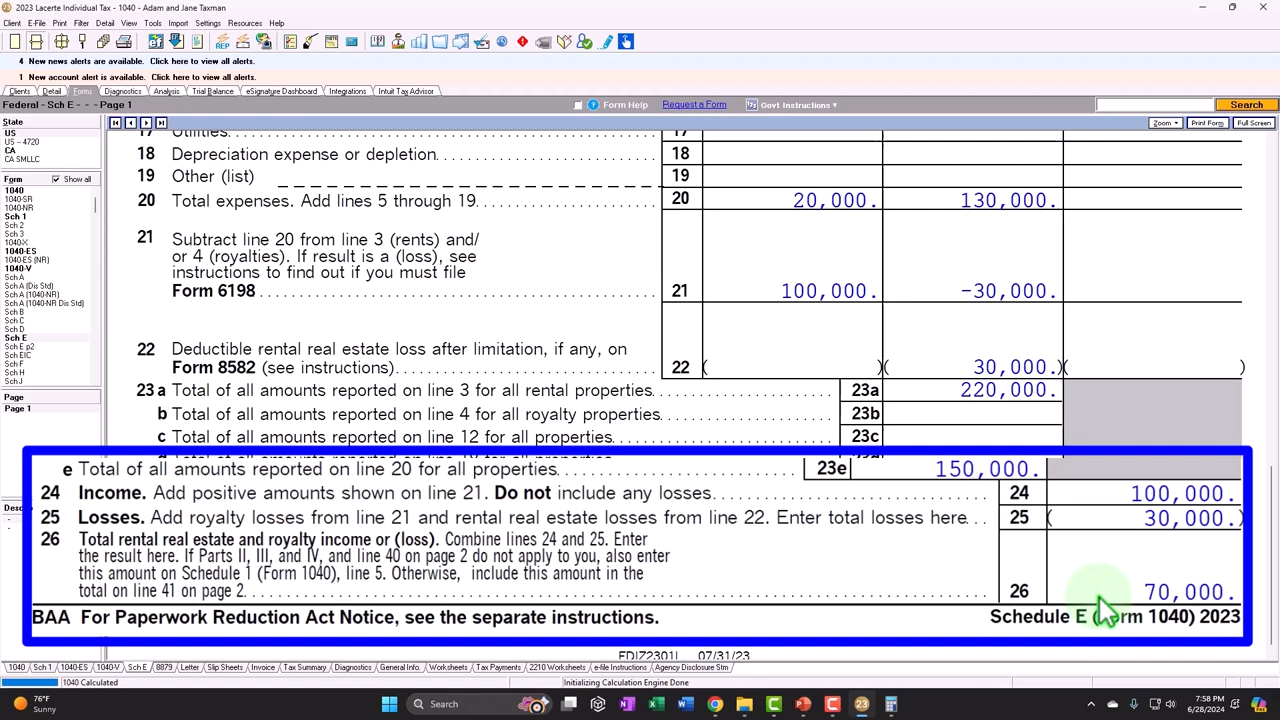 2023 Lacerte Individual Tax - 1040 - Adam and Jane Taxman
Client E-File Print Filter Detail View Tools Import Settings Resources Help
4 New news alerts are available. Click here to view all alerts.
1 New account alert is available. Click here to view all alerts.
Clients Detail Forms Diagnostics Analysis Trial Balance eSignature Dashboard Integrations Intuit Tax Advisor
Federal - Sch E - - - Page 1
Form Help Request a Form Govt Instructions Search
State
US
US - 4720
CA
CA SMLLC
Zoom Print Form Full Screen
Form Show all
1040
1040-SR
1040-NR
Sch 1
Sch 2
Sch 3
1040-X
1040-ES
1040-ES (NR)
1040-V
Sch A
Sch A (Dis Std)
Sch A (1040-NR)
Sch A (1040-NR Dis Std)
Sch B
Sch C
Sch D
Sch E
Sch E p2
Sch EIC
Sch F
Sch H
Sch J
Page
Page 1
17 Utilities 17
18 Depreciation expense or depletion 18
19 Other (list) 19
20 Total expenses. Add lines 5 through 19 20 20,000. 130,000.
21 Subtract line 20 from line 3 (rents) and/
or 4 (royalties). If result is a (loss), see
instructions to find out if you must file
Form 6198 21 100,000. -30,000.
22 Deductible rental real estate loss after limitation, if any, on
Form 8582 (see instructions) 22 ( )( 30,000.)( )
23 a Total of all amounts reported on line 3 for all rental properties 23a 220,000.
b Total of all amounts reported on line 4 for all royalty properties 23b
c Total of all amounts reported on line 12 for all properties 23c
e Total of all amounts reported on line 20 for all properties 23e 150,000.
24 Income. Add positive amounts shown on line 21. Do not include any losses 24 100,000.
25 Losses. Add royalty losses from line 21 and rental real estate losses from line 22. Enter total losses here 25 ( 30,000.)
26 Total rental real estate and royalty income or (loss). Combine lines 24 and 25. Enter
the result here. If Parts II, III, and IV, and line 40 on page 2 do not apply to you, also enter
this amount on Schedule 1 (Form 1040), line 5. Otherwise, include this amount in the
total on line 41 on page 2 26 70,000.
BAA For Paperwork Reduction Act Notice, see the separate instructions. Schedule E (Form 1040) 2023
FDIZ2301L 07/31/23
1040 Sch 1 1040-ES 1040-V Sch E 8879 Letter Slip Sheets Invoice Tax Summary Diagnostics General Info. Worksheets Tax Payments 2210 Worksheets e-file Instructions Agency Disclosure Stm
1040 Calculated Initializing Calculation Engine Done
76°F
Sunny
Search
7:58 PM
6/28/2024